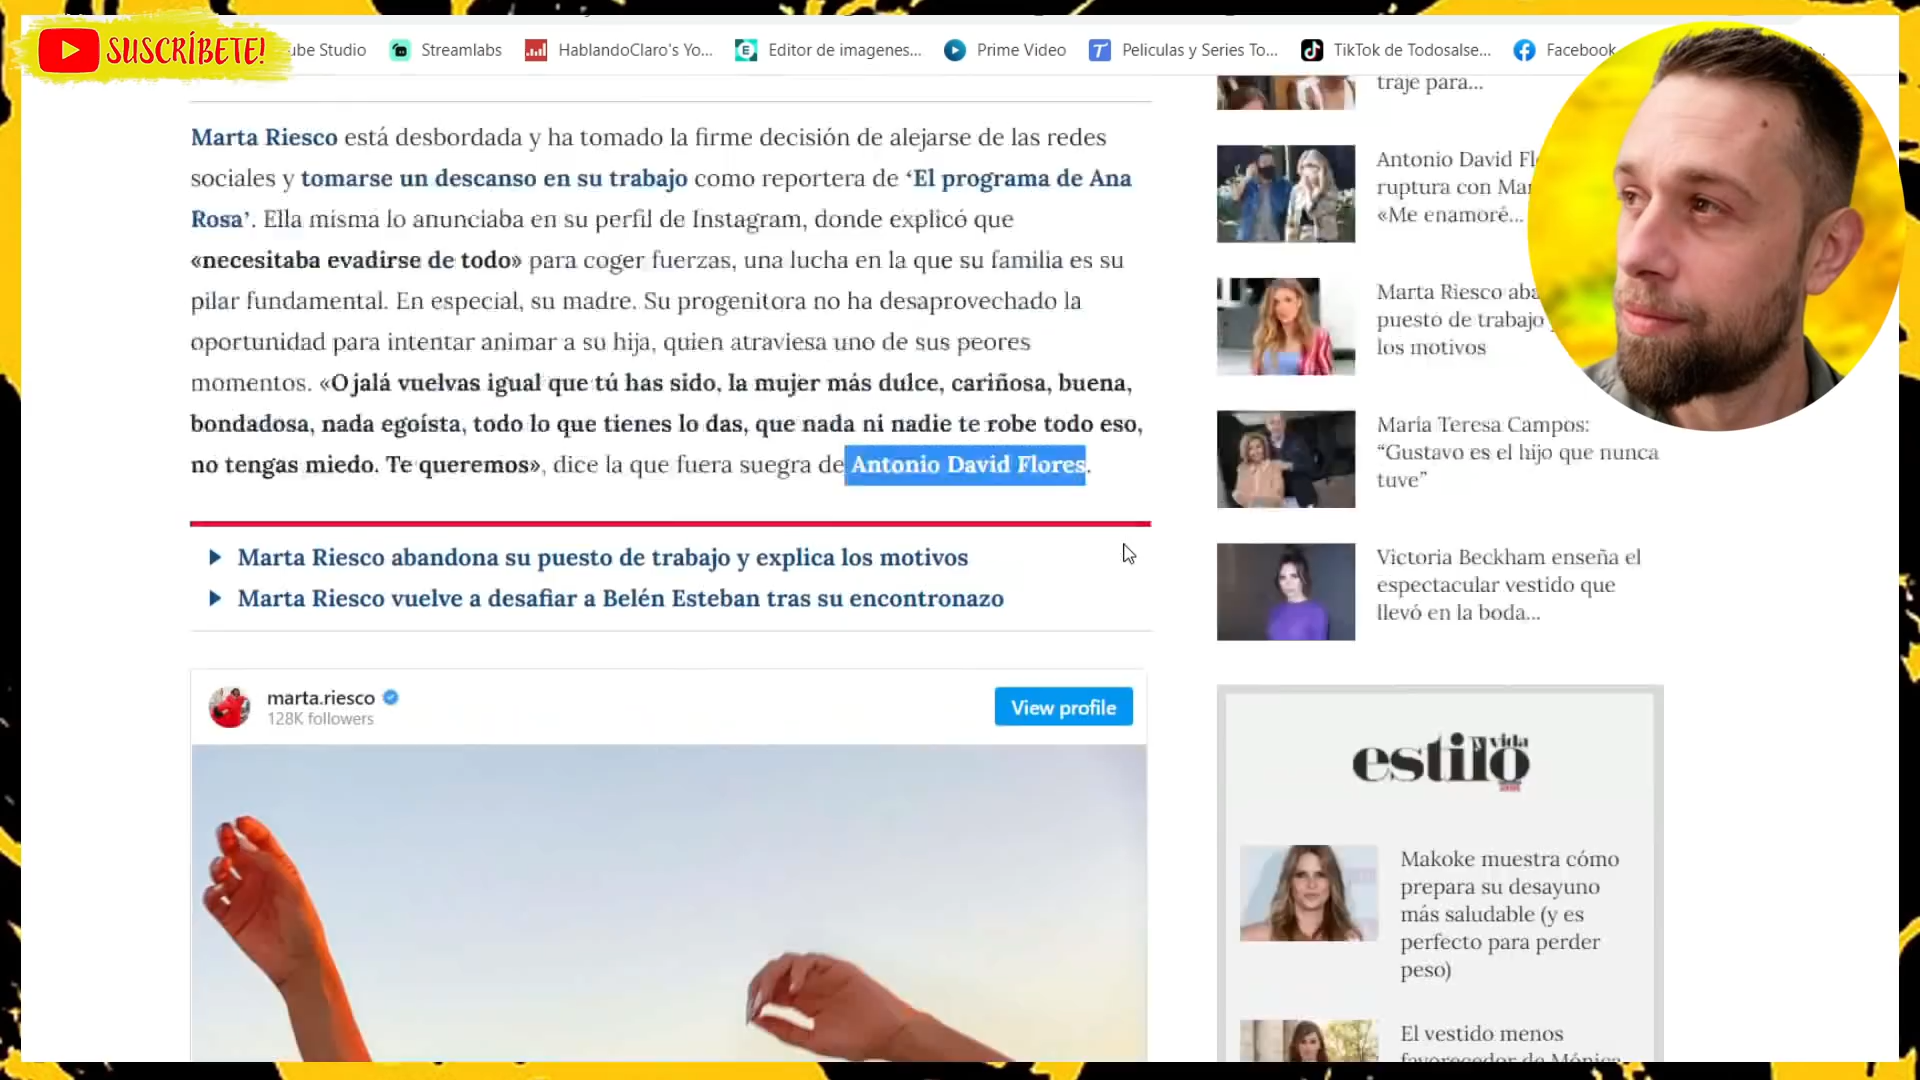 SUSCRÍBETE!
ube Studio
Streamlabs
HablandoClaro's Yo...
Editor de imagenes...
Prime Video
Peliculas y Series To...
TikTok de Todosalse...
Facebook
Marta Riesco está desbordada y ha tomado la firme decisión de alejarse de las redes
sociales y tomarse un descanso en su trabajo como reportera de ‘El programa de Ana
Rosa’. Ella misma lo anunciaba en su perfil de Instagram, donde explicó que
«necesitaba evadirse de todo» para coger fuerzas, una lucha en la que su familia es su
pilar fundamental. En especial, su madre. Su progenitora no ha desaprovechado la
oportunidad para intentar animar a su hija, quien atraviesa uno de sus peores
momentos. «Ojalá vuelvas igual que tú has sido, la mujer más dulce, cariñosa, buena,
bondadosa, nada egoísta, todo lo que tienes lo das, que nada ni nadie te robe todo eso,
no tengas miedo. Te queremos», dice la que fuera suegra de Antonio David Flores.
Marta Riesco abandona su puesto de trabajo y explica los motivos
Marta Riesco vuelve a desafiar a Belén Esteban tras su encontronazo
marta.riesco
128K followers
View profile
traje para...
Antonio David Fl
ruptura con Mar
«Me enamoré...
Marta Riesco aba
puesto de trabajo
los motivos
María Teresa Campos:
“Gustavo es el hijo que nunca
tuve”
Victoria Beckham enseña el
espectacular vestido que
llevó en la boda...
estilo vida
Makoke muestra cómo
prepara su desayuno
más saludable (y es
perfecto para perder
peso)
El vestido menos
favorecedor de Mónica